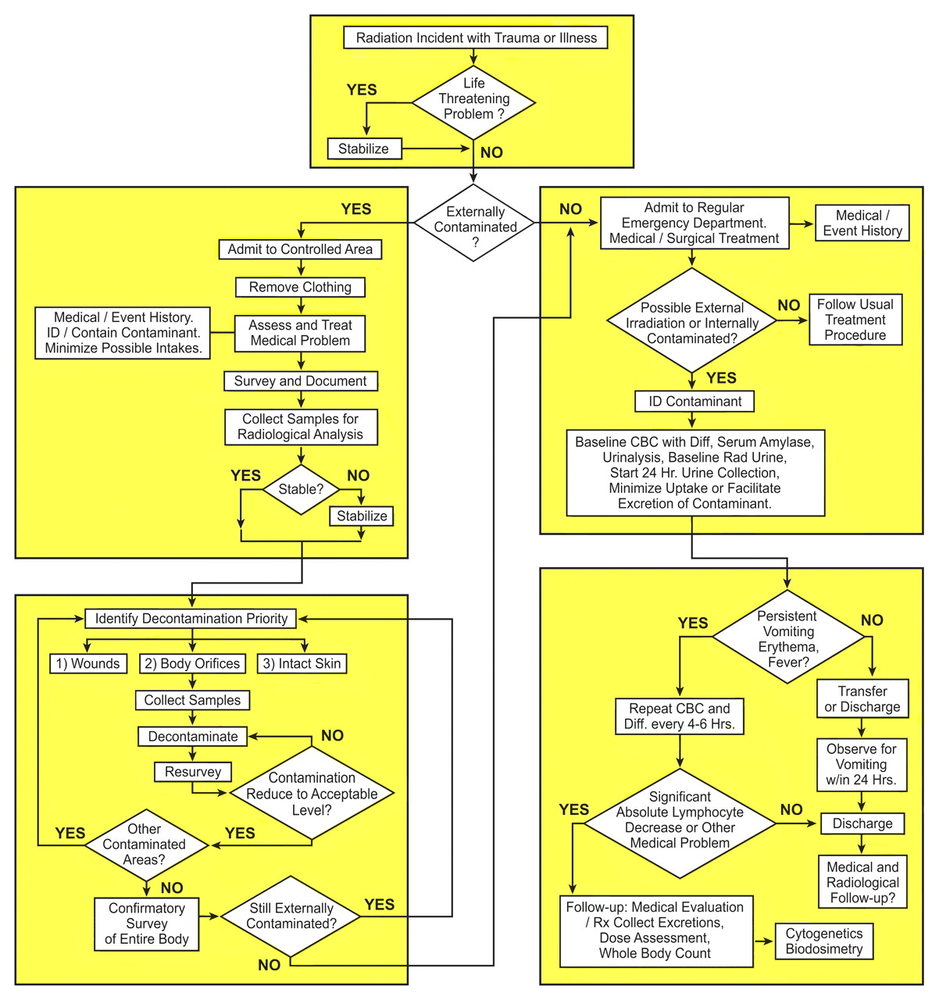 Radiation Incident with Trauma or Illness
Life
Threatening
Problem ?
YES
Stabilize
NO
Externally
Contaminated
?
YES
Admit to Controlled Area
Remove Clothing
Assess and Treat
Medical Problem
Medical / Event History.
ID / Contain Contaminant.
Minimize Possible Intakes.
Survey and Document
Collect Samples for
Radiological Analysis
Stable?
YES
NO
Stabilize
Identify Decontamination Priority
1) Wounds
2) Body Orifices
3) Intact Skin
Collect Samples
Decontaminate
NO
Resurvey
Contamination
Reduce to Acceptable
Level?
YES
Other
Contaminated
Areas?
YES
NO
Confirmatory
Survey
of Entire Body
Still Externally
Contaminated?
YES
NO
NO
Admit to Regular
Emergency Department.
Medical / Surgical Treatment
Medical /
Event History
Possible External
Irradiation or Internally
Contaminated?
NO
Follow Usual
Treatment
Procedure
YES
ID Contaminant
Baseline CBC with Diff, Serum Amylase,
Urinalysis, Baseline Rad Urine,
Start 24 Hr. Urine Collection,
Minimize Uptake or Facilitate
Excretion of Contaminant.
Persistent
Vomiting
Erythema,
Fever?
YES
NO
Repeat CBC and
Diff. every 4-6 Hrs.
Transfer
or Discharge
Observe for
Vomiting
w/in 24 Hrs.
Significant
Absolute Lymphocyte
Decrease or Other
Medical Problem
YES
NO
Discharge
Medical and
Radiological
Follow-up?
Follow-up: Medical Evaluation
/ Rx Collect Excretions,
Dose Assessment,
Whole Body Count
Cytogenetics
Biodosimetry